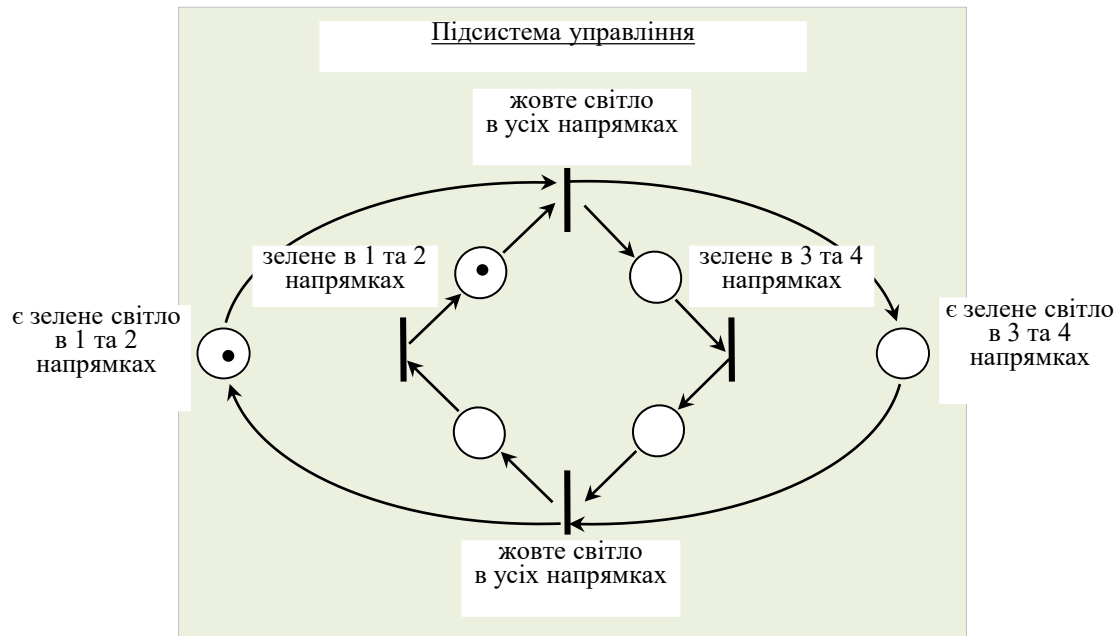 Підсистема управління
жовте світло
в усіх напрямках
зелене в 1 та 2
напрямках
зелене в 3 та 4
напрямках
є зелене світло
в 1 та 2
напрямках
є зелене світло
в 3 та 4
напрямках
жовте світло
в усіх напрямках